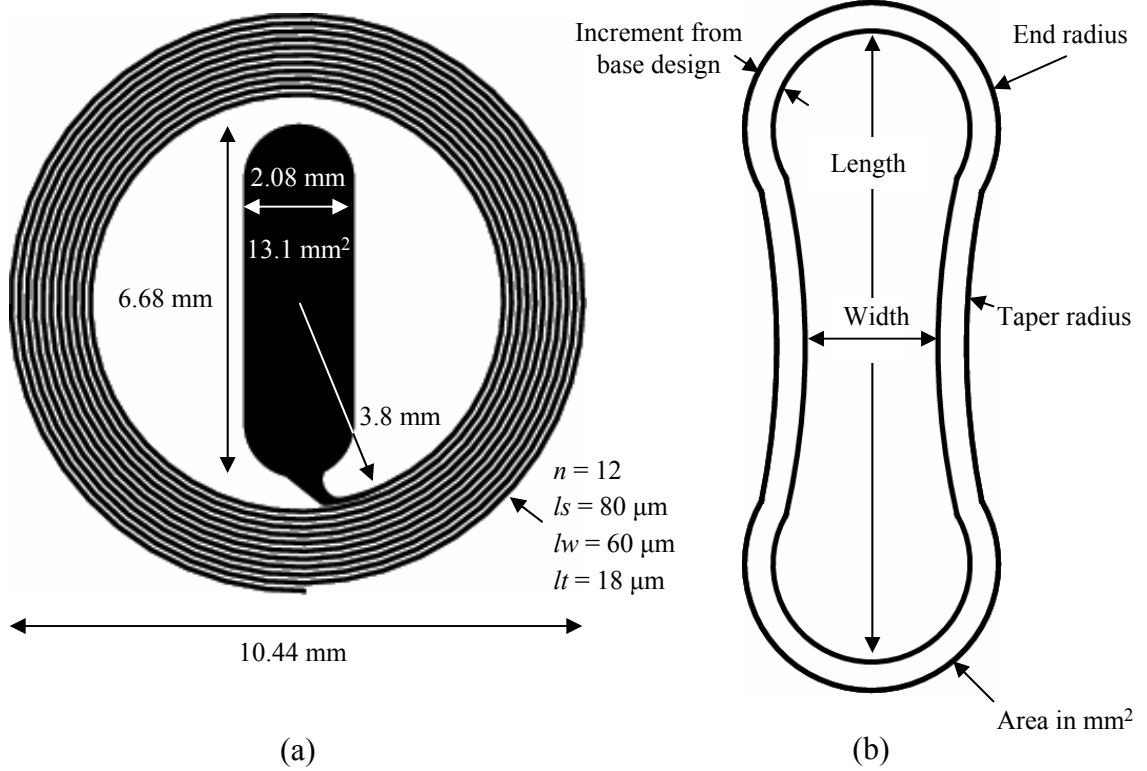 2.08 mm
13.1 mm²
6.68 mm
3.8 mm
n = 12
ls = 80 μm
lw = 60 μm
lt = 18 μm
10.44 mm
(a)
Increment from
base design
End radius
Length
Width
Taper radius
Area in mm²
(b)